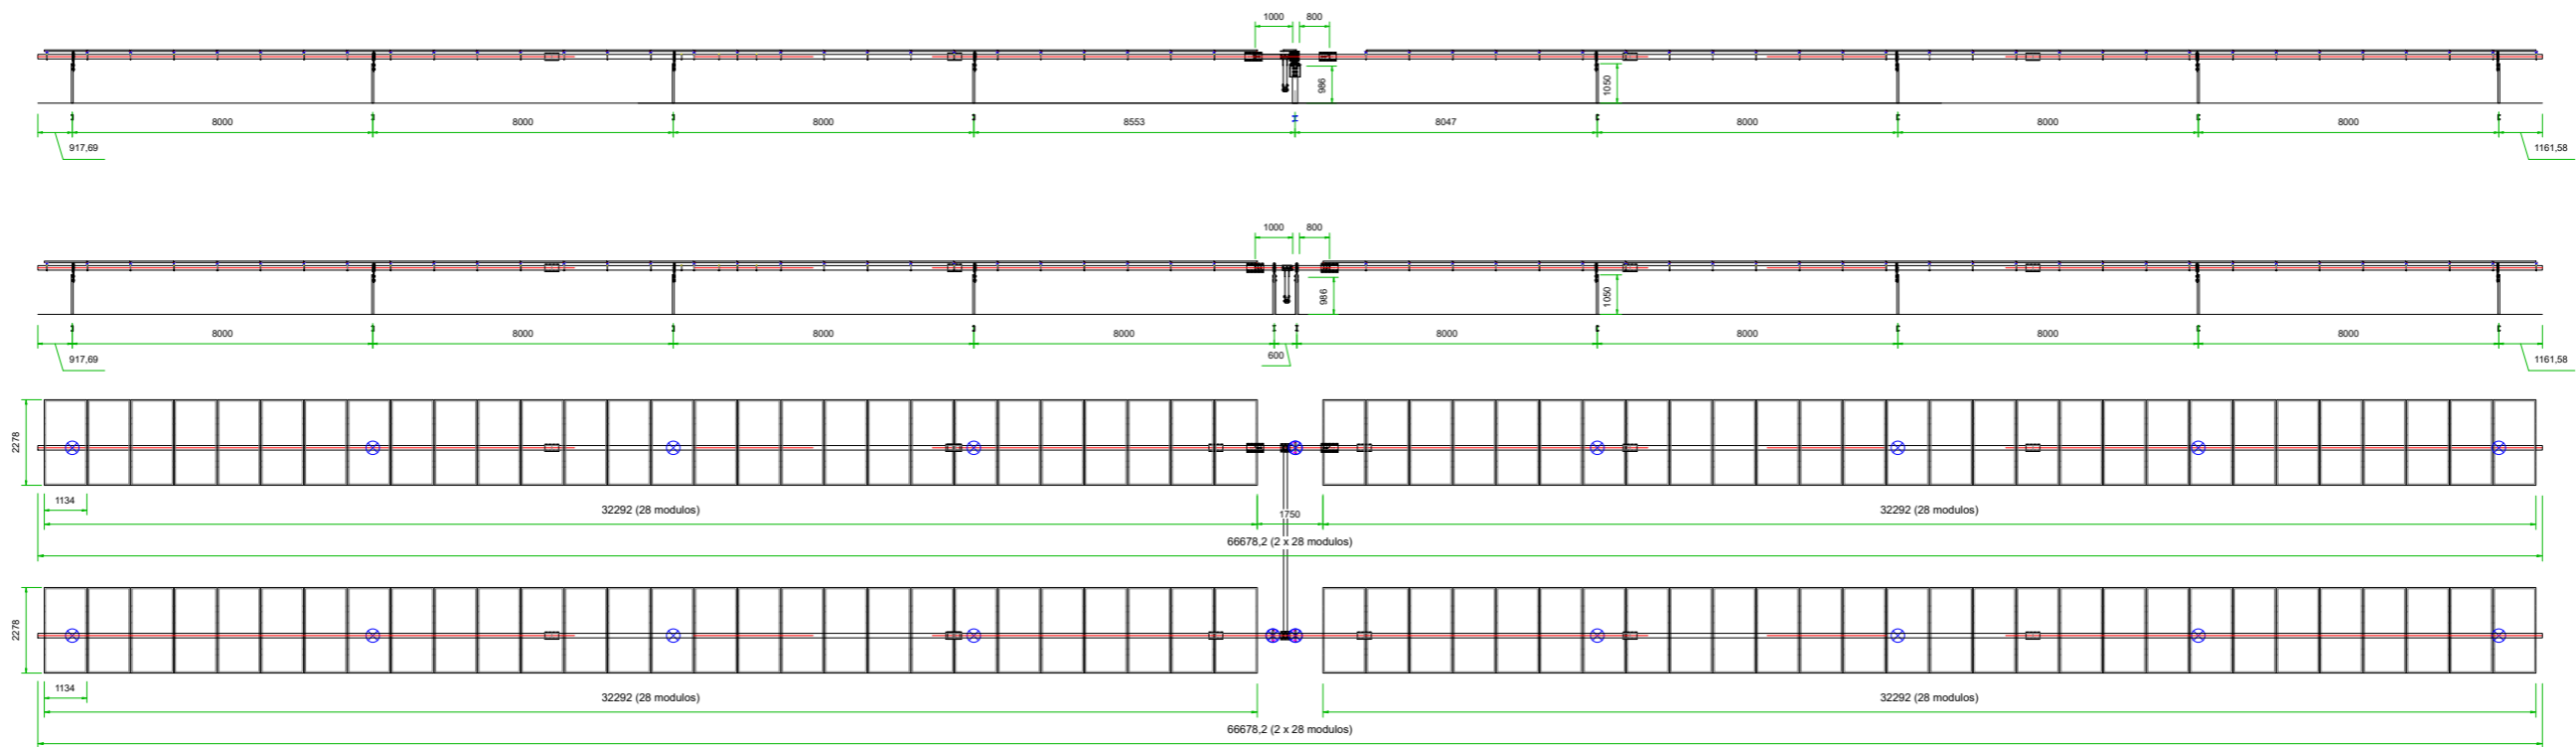 1000 800
986 1050
8000 8000 8000 8553 8047 8000 8000 8000
917,69 1161,58
1000 800
986 1050
8000 8000 8000 8000 8000 8000 8000 8000
917,69 600 1161,58
2278
1134
32292 (28 modulos) 1750 32292 (28 modulos)
66678,2 (2 x 28 modulos)
2278
1134
32292 (28 modulos) 32292 (28 modulos)
66678,2 (2 x 28 modulos)